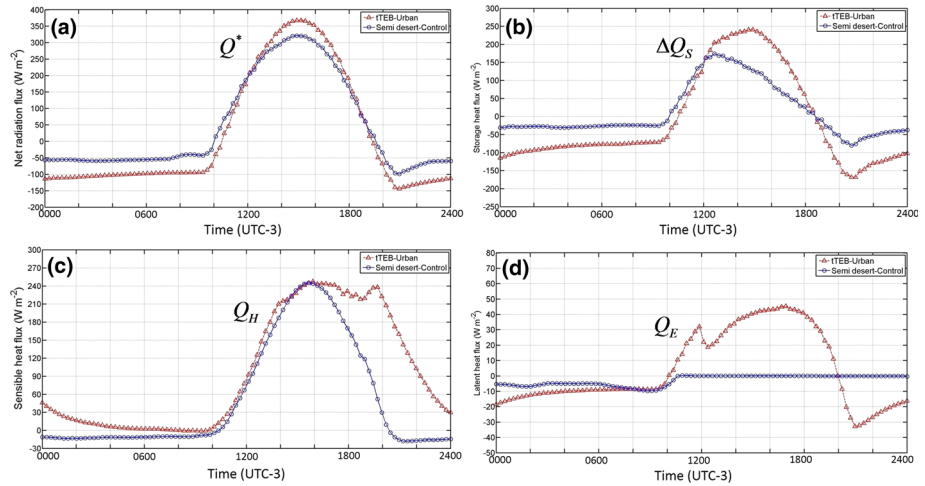 (a)
Q*
tTEB-Urban
Semi desert-Control
Net radiation flux (W m-2)
400
350
300
250
200
150
100
50
0
-50
-100
-150
-200
0000 0600 1200 1800 2400
Time (UTC-3)
(b)
ΔQS
tTEB-Urban
Semi desert-Control
Storage heat flux (W m-2)
300
250
200
150
100
50
0
-50
-100
-150
-200
-250
0000 0600 1200 1800 2400
Time (UTC-3)
(c)
QH
tTEB-Urban
Semi desert-Control
Sensible heat flux (W m-2)
300
270
240
210
180
150
120
90
60
30
0
-30
0000 0600 1200 1800 2400
Time (UTC-3)
(d)
QE
tTEB-Urban
Semi desert-Control
Latent heat flux (W m-2)
80
70
60
50
40
30
20
10
0
-10
-20
-30
-40
-50
0000 0600 1200 1800 2400
Time (UTC-3)